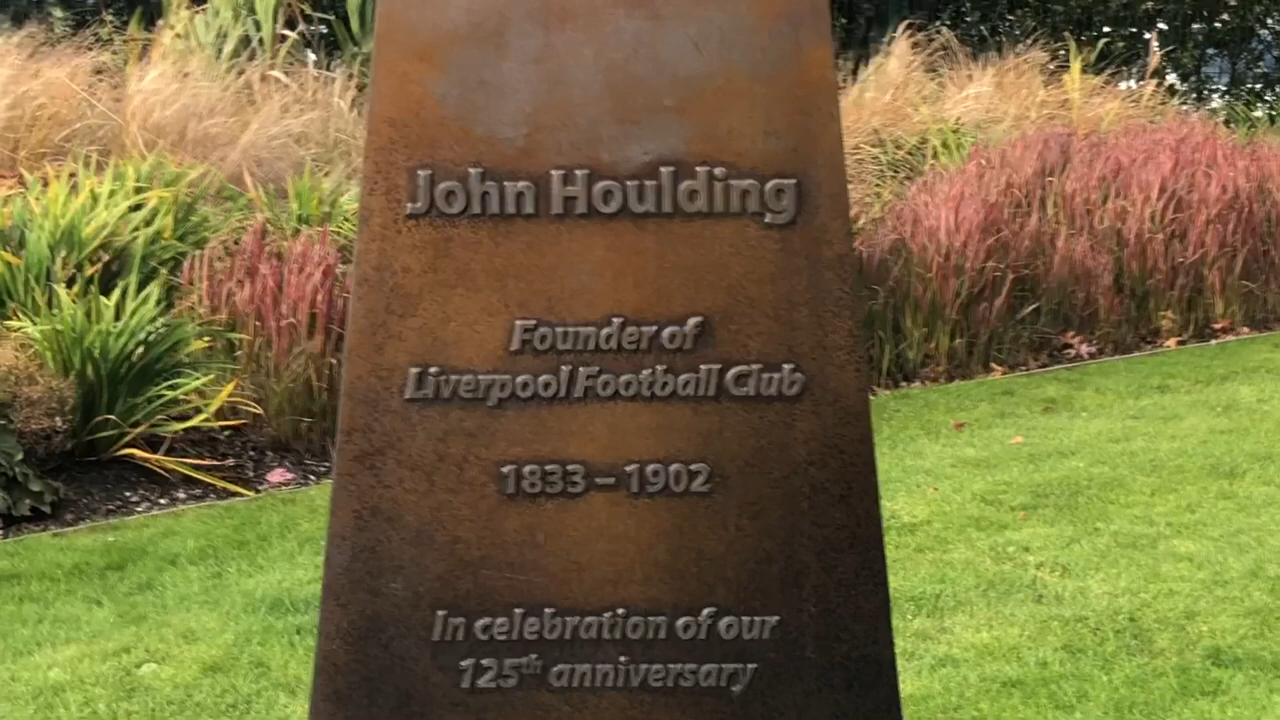 John Houlding
Founder of
Liverpool Football Club
1833 – 1902
In celebration of our
125th anniversary